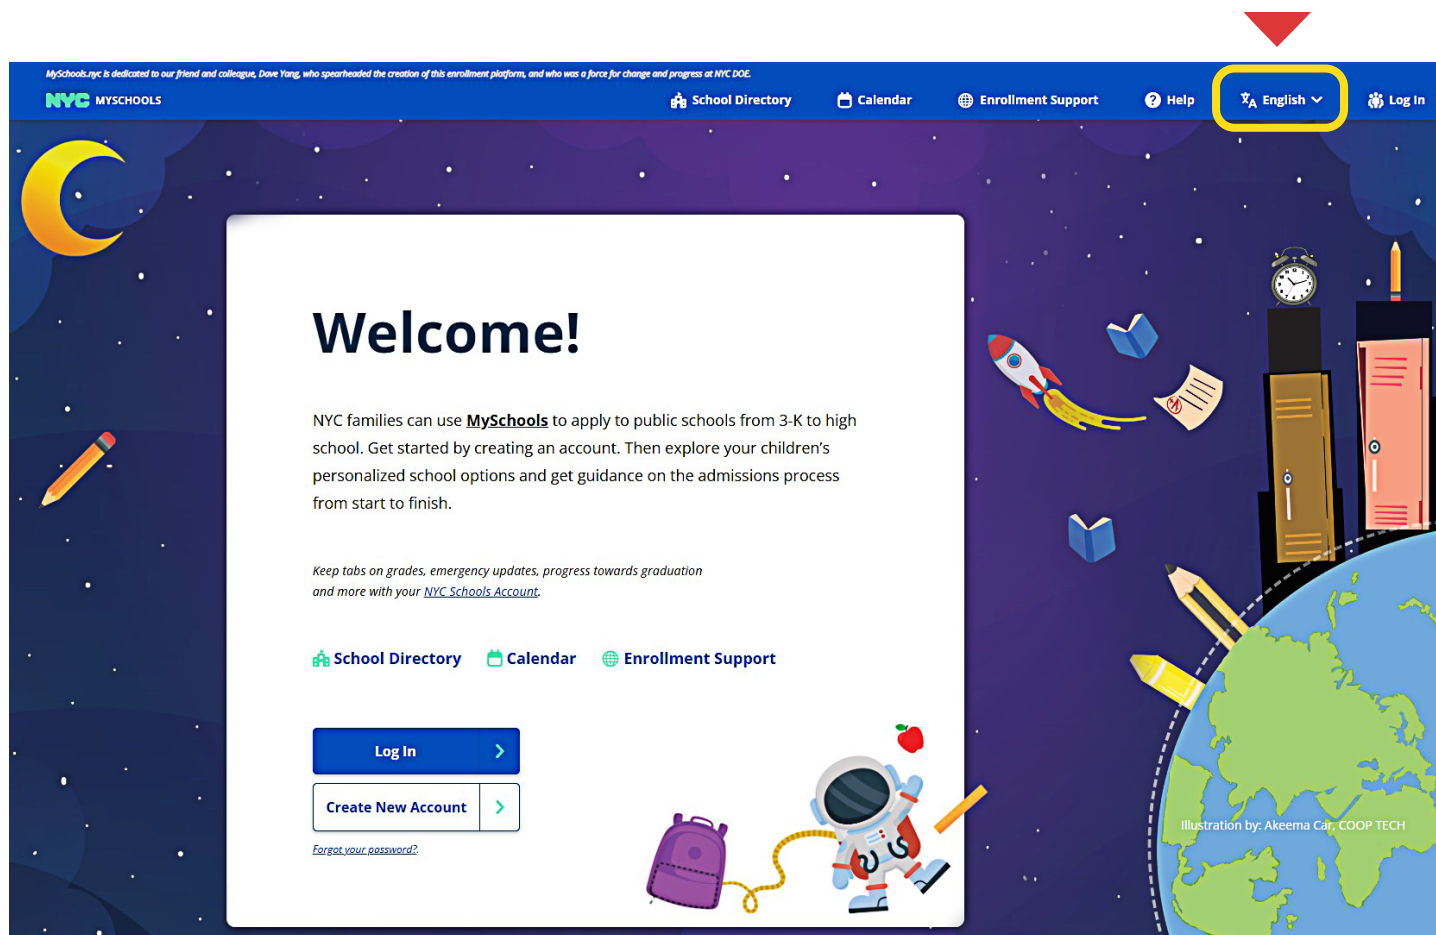 MySchools.nyc is dedicated to our friend and colleague, Dave Yang, who spearheaded the creation of this enrollment platform, and who was a force for change and progress at NYC DOE.
NYC MYSCHOOLS
School Directory
Calendar
Enrollment Support
Help
English
Log In
Welcome!
NYC families can use MySchools to apply to public schools from 3-K to high
school. Get started by creating an account. Then explore your children’s
personalized school options and get guidance on the admissions process
from start to finish.
Keep tabs on grades, emergency updates, progress towards graduation
and more with your NYC Schools Account.
School Directory
Calendar
Enrollment Support
Log In
Create New Account
Forgot your password?.
A+
Illustration by: Akeema Car, COOP TECH